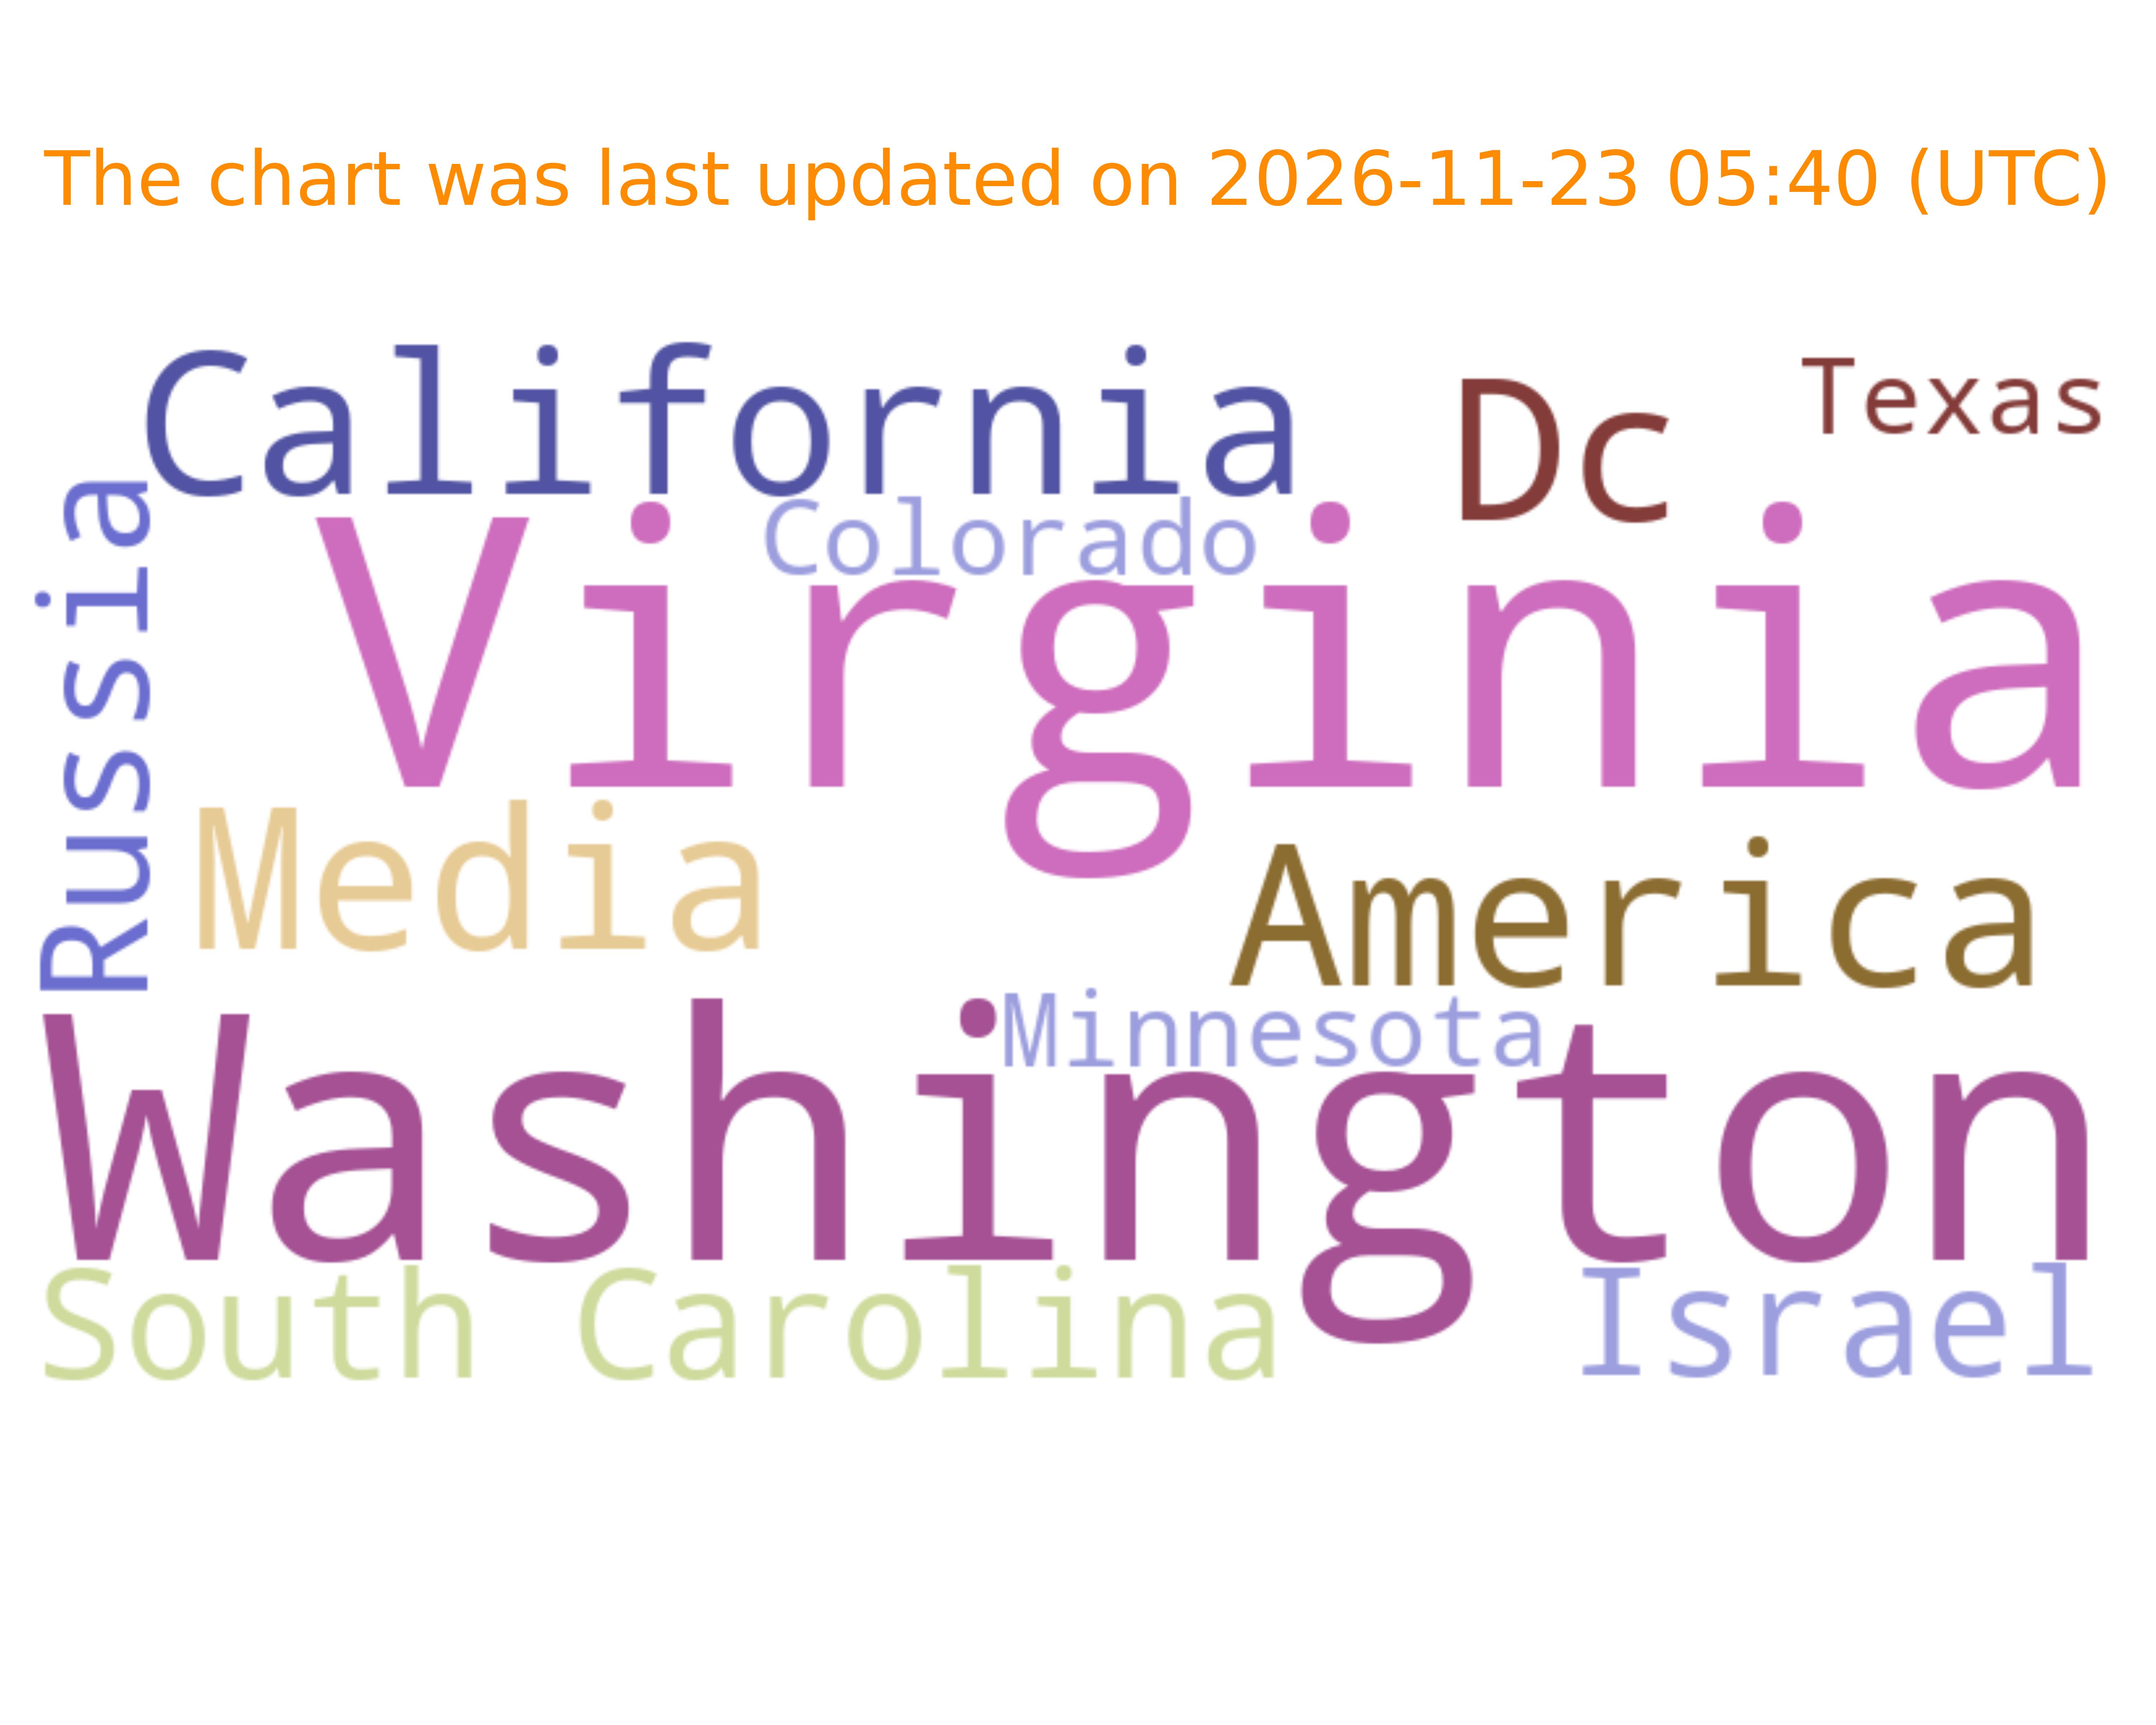 The chart was last updated on 2026-11-23 05:40 (UTC)
California
Dc
Texas
Russia
Colorado
Virginia
Media
America
Minnesota
Washington
South Carolina
Israel